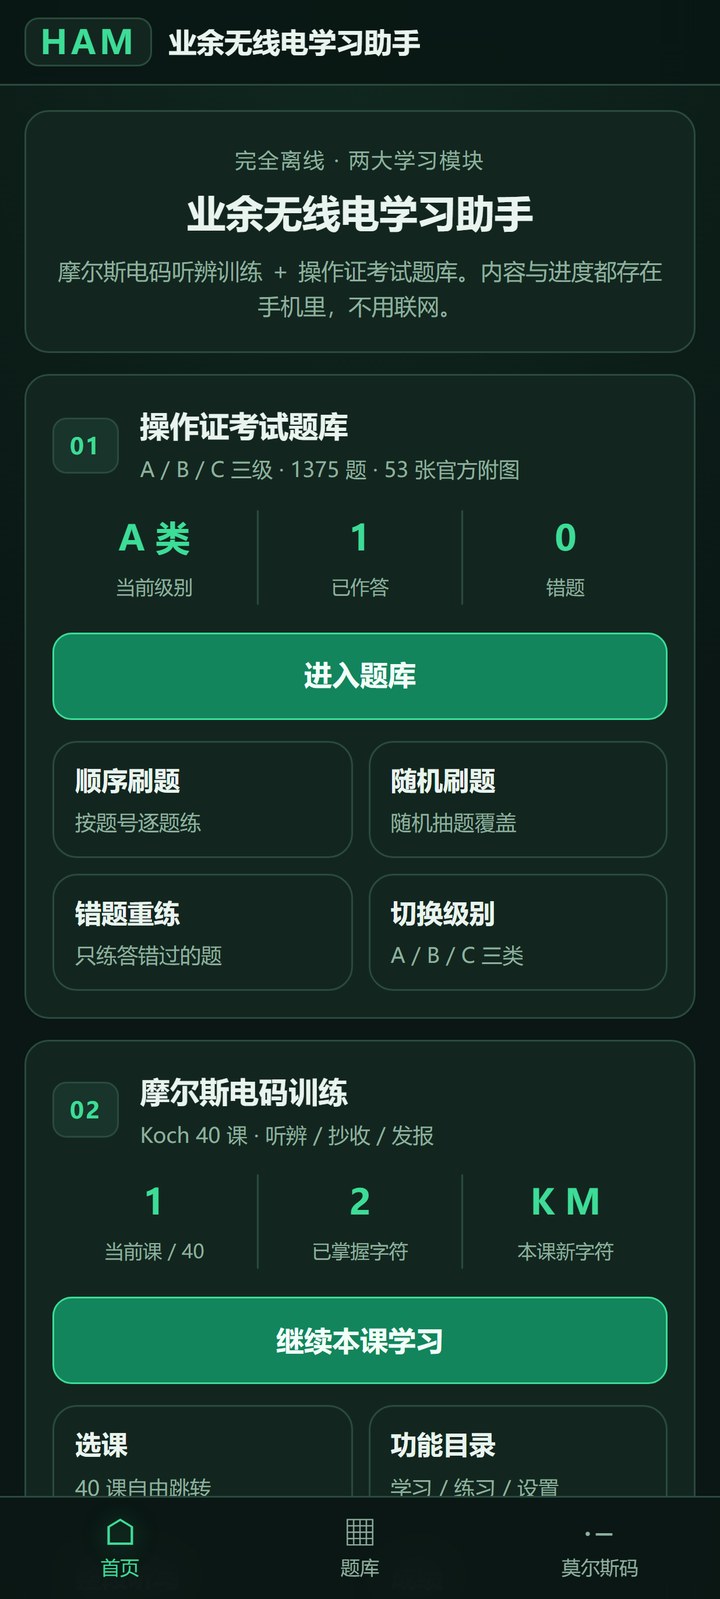 HAM 业余无线电学习助手
完全离线 · 两大学习模块
业余无线电学习助手
摩尔斯电码听辨训练 + 操作证考试题库。内容与进度都存在
手机里，不用联网。
01
操作证考试题库
A / B / C 三级 · 1375 题 · 53 张官方附图
A 类
当前级别
1
已作答
0
错题
进入题库
顺序刷题
按题号逐题练
随机刷题
随机抽题覆盖
错题重练
只练答错过的题
切换级别
A / B / C 三类
02
摩尔斯电码训练
Koch 40 课 · 听辨 / 抄收 / 发报
1
当前课 / 40
2
已掌握字符
K M
本课新字符
继续本课学习
选课
40 课自由跳转
功能目录
学习 / 练习 / 设置
首页
题库
莫尔斯码